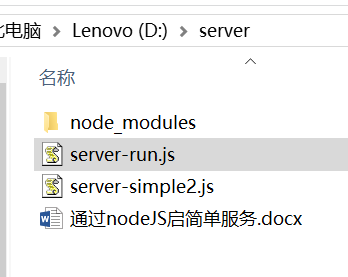 电脑 > Lenovo (D:) > server
名称
node_modules
server-run.js
server-simple2.js
通过nodeJS启简单服务.docx